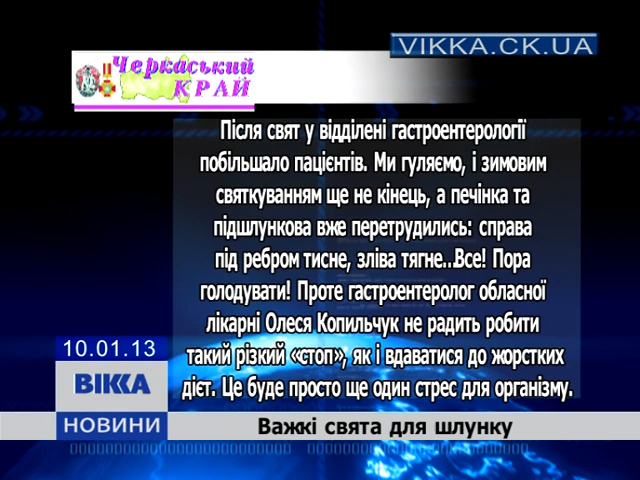 VIKKA.CK.UA
Черкаський
КРАЙ
Після свят у відділені гастроентерології
побільшало пацієнтів. Ми гуляємо, і зимовим
святкуванням ще не кінець, а печінка та
підшлункова вже перетрудились: справа
під ребром тисне, зліва тягне...Все! Пора
голодувати! Проте гастроентеролог обласної
лікарні Олеся Копильчук не радить робити
такий різкий «стоп», як і вдаватися до жорстких
дієт. Це буде просто ще один стрес для організму.
10.01.13
ВІККА
НОВИНИ
Важкі свята для шлунку